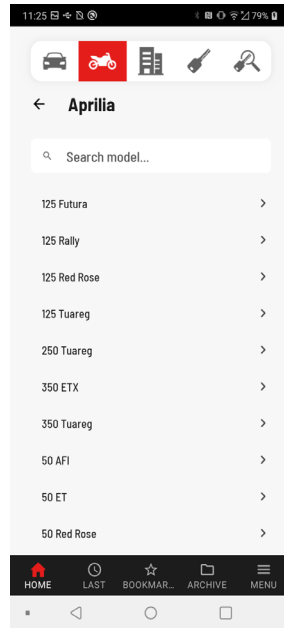 11:25 79%
Aprilia
Search model...
125 Futura
125 Rally
125 Red Rose
125 Tuareg
250 Tuareg
350 ETX
350 Tuareg
50 AFI
50 ET
50 Red Rose
HOME LAST BOOKMAR... ARCHIVE MENU